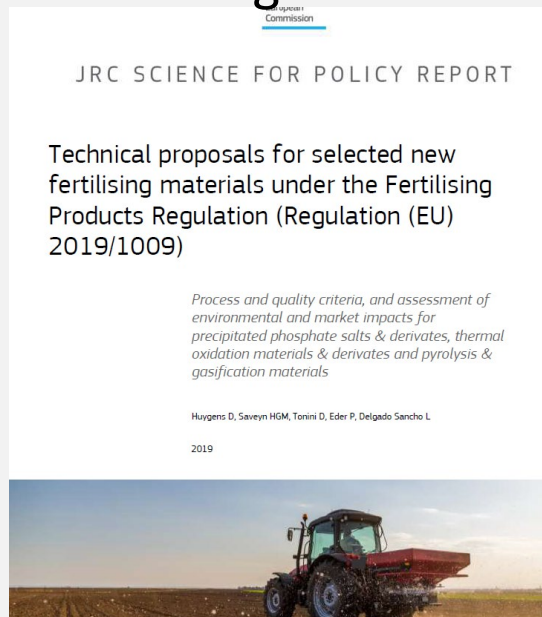 European
Commission
JRC SCIENCE FOR POLICY REPORT
Technical proposals for selected new
fertilising materials under the Fertilising
Products Regulation (Regulation (EU)
2019/1009)
Process and quality criteria, and assessment of
environmental and market impacts for
precipitated phosphate salts & derivates, thermal
oxidation materials & derivates and pyrolysis &
gasification materials
Huygens D, Saveyn HGM, Tonini D, Eder P, Delgado Sancho L
2019